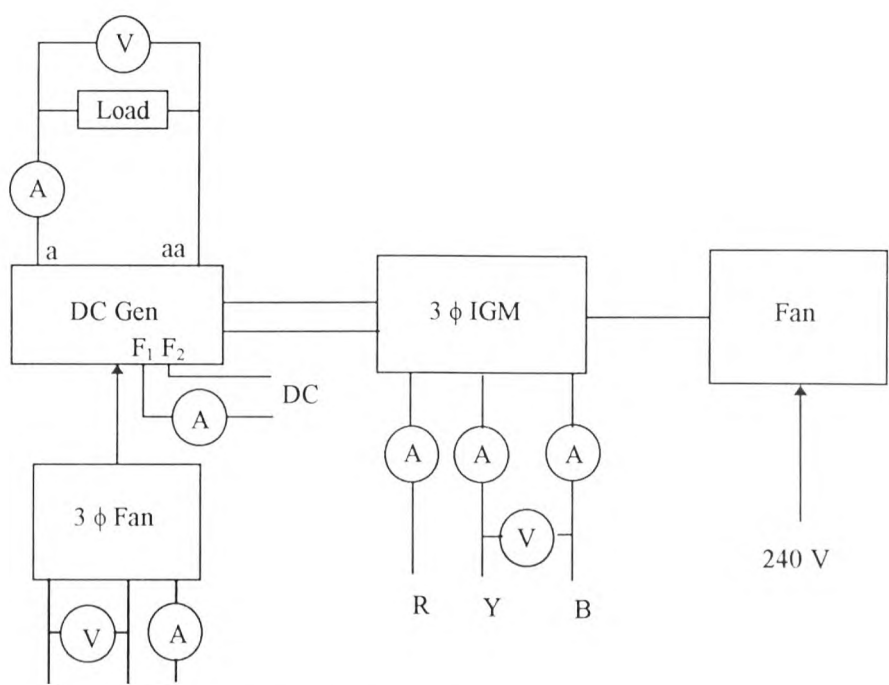 V
Load
A
a aa
DC Gen
F₁ F₂
DC
A
3 ϕ IGM
Fan
A A A
V
3 ϕ Fan
240 V
R Y B
V A